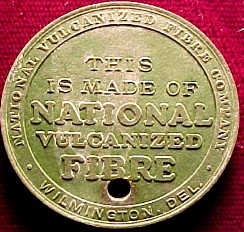 NATIONAL VULCANIZED FIBRE COMPANY
THIS
IS MADE OF
NATIONAL
VULCANIZED
FIBRE
· WILMINGTON, DEL. ·